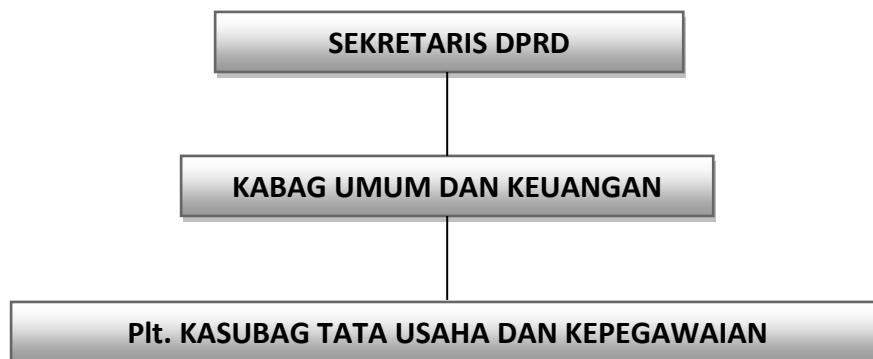 SEKRETARIS DPRD
KABAG UMUM DAN KEUANGAN
Plt. KASUBAG TATA USAHA DAN KEPEGAWAIAN